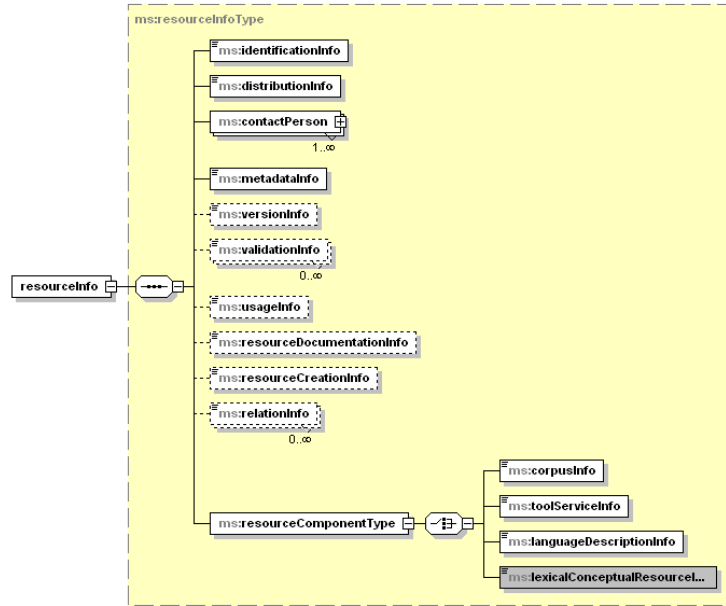 ms:resourceInfoType
ms:identificationInfo
ms:distributionInfo
ms:contactPerson
1..∞
ms:metadataInfo
ms:versionInfo
ms:validationInfo
0..∞
resourceInfo
ms:usageInfo
ms:resourceDocumentationInfo
ms:resourceCreationInfo
ms:relationInfo
0..∞
ms:corpusInfo
ms:toolServiceInfo
ms:resourceComponentType
ms:languageDescriptionInfo
ms:lexicalConceptualResourceI...